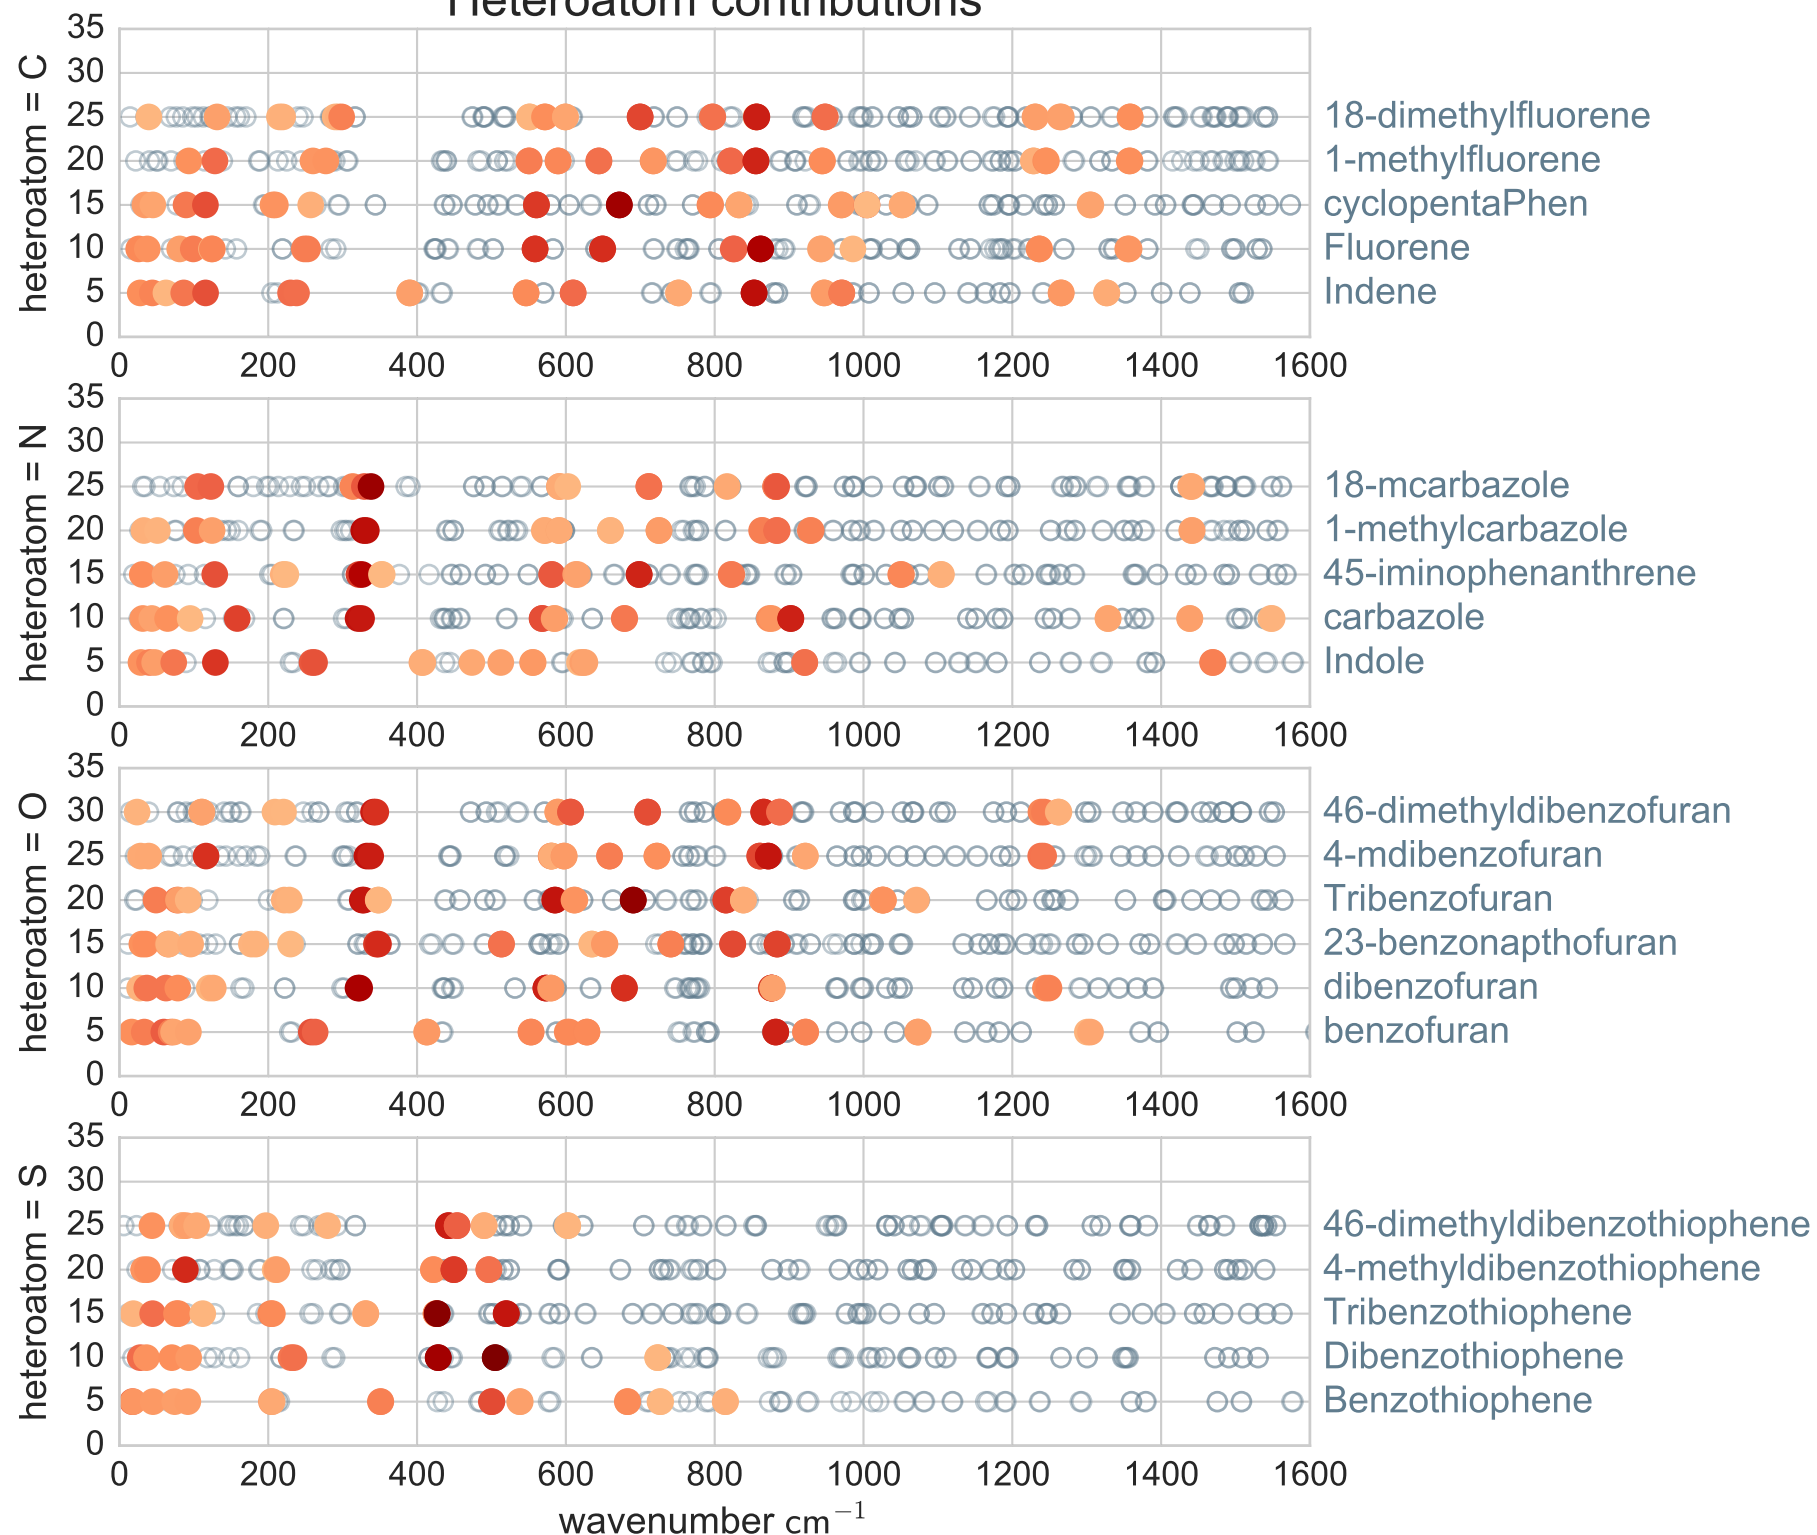 Heteroatom contributions
heteroatom = C
35
30
25
20
15
10
5
0
18-dimethylfluorene
1-methylfluorene
cyclopentaPhen
Fluorene
Indene
0 200 400 600 800 1000 1200 1400 1600
heteroatom = N
35
30
25
20
15
10
5
0
18-mcarbazole
1-methylcarbazole
45-iminophenanthrene
carbazole
Indole
0 200 400 600 800 1000 1200 1400 1600
heteroatom = O
35
30
25
20
15
10
5
0
46-dimethyldibenzofuran
4-mdibenzofuran
Tribenzofuran
23-benzonapthofuran
dibenzofuran
benzofuran
0 200 400 600 800 1000 1200 1400 1600
heteroatom = S
35
30
25
20
15
10
5
0
46-dimethyldibenzothiophene
4-methyldibenzothiophene
Tribenzothiophene
Dibenzothiophene
Benzothiophene
0 200 400 600 800 1000 1200 1400 1600
wavenumber cm⁻¹